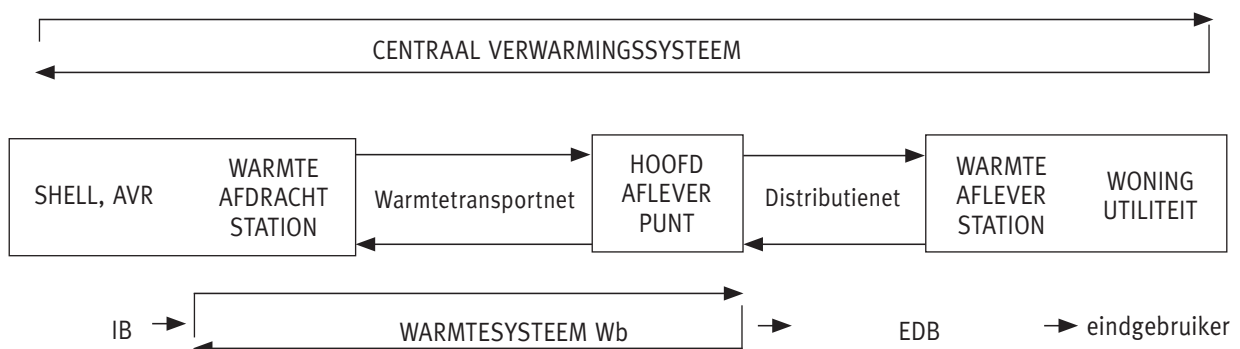 CENTRAAL VERWARMINGSSYSTEEM
SHELL, AVR
WARMTE
AFDRACHT
STATION
Warmtetransportnet
HOOFD
AFLEVER
PUNT
Distributienet
WARMTE
AFLEVER
STATION
WONING
UTILITEIT
IB
WARMTESYSTEEM Wb
EDB
eindgebruiker